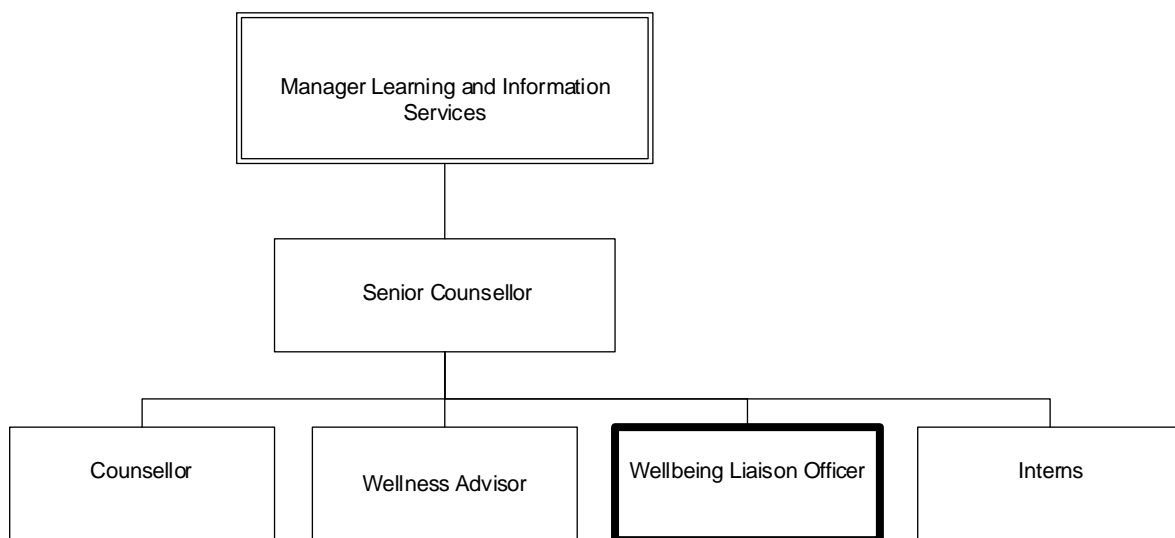 Manager Learning and Information
Services
Senior Counsellor
Counsellor
Wellness Advisor
Wellbeing Liaison Officer
Interns